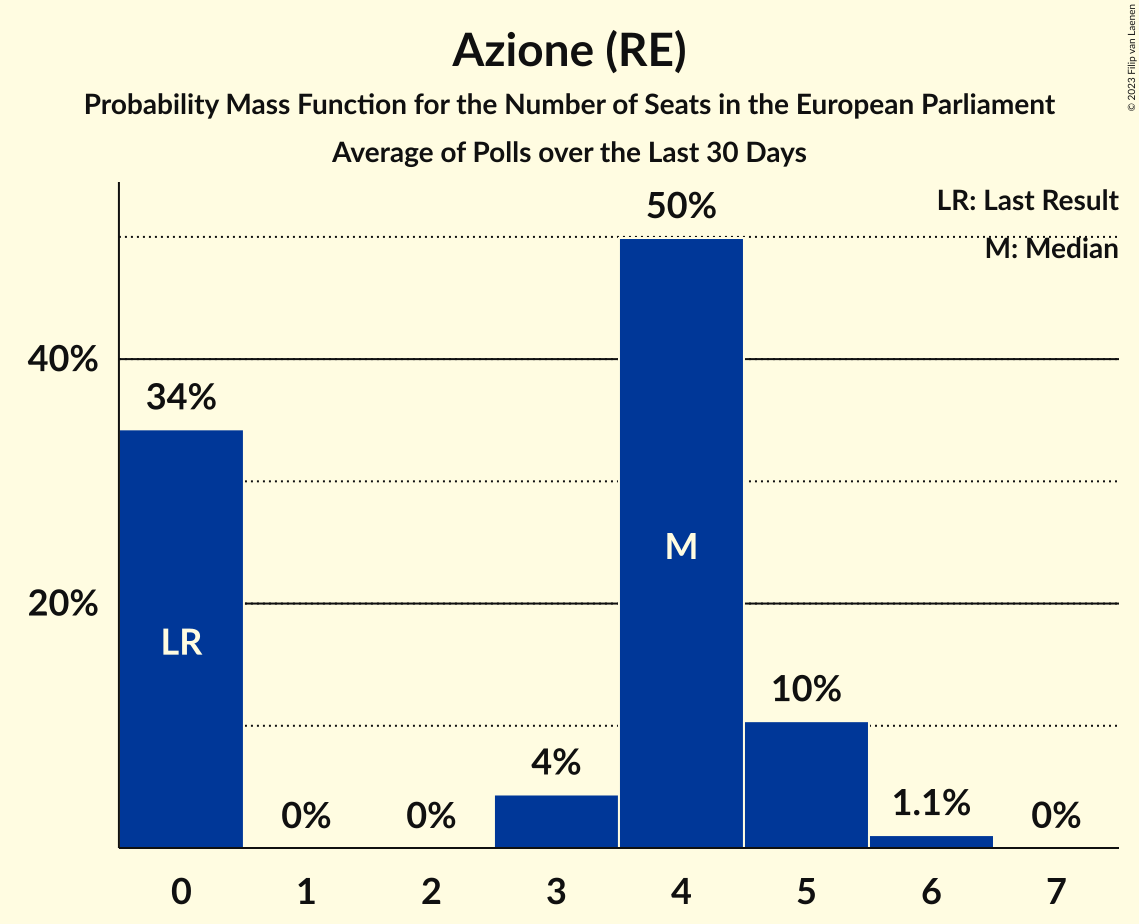 Azione (RE)
Probability Mass Function for the Number of Seats in the European Parliament
Average of Polls over the Last 30 Days
© 2023 Filip van Laenen
LR: Last Result
M: Median
50%
40%
34%
20%
M
LR
10%
4%
1.1%
0%
0%
0%
0 1 2 3 4 5 6 7